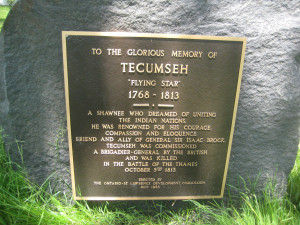 TO THE GLORIOUS MEMORY OF
TECUMSEH
"FLYING STAR"
1768 - 1813
A SHAWNEE WHO DREAMED OF UNITING
THE INDIAN NATIONS.
HE WAS RENOWNED FOR HIS COURAGE,
COMPASSION AND ELOQUENCE.
FRIEND AND ALLY OF GENERAL SIR ISAAC BROCK
TECUMSEH WAS COMMISSIONED
A BRIGADIER-GENERAL BY THE BRITISH
AND WAS KILLED
IN THE BATTLE OF THE THAMES
OCTOBER 5TH 1813
ERECTED BY
THE ONTARIO-ST. LAWRENCE DEVELOPMENT COMMISSION